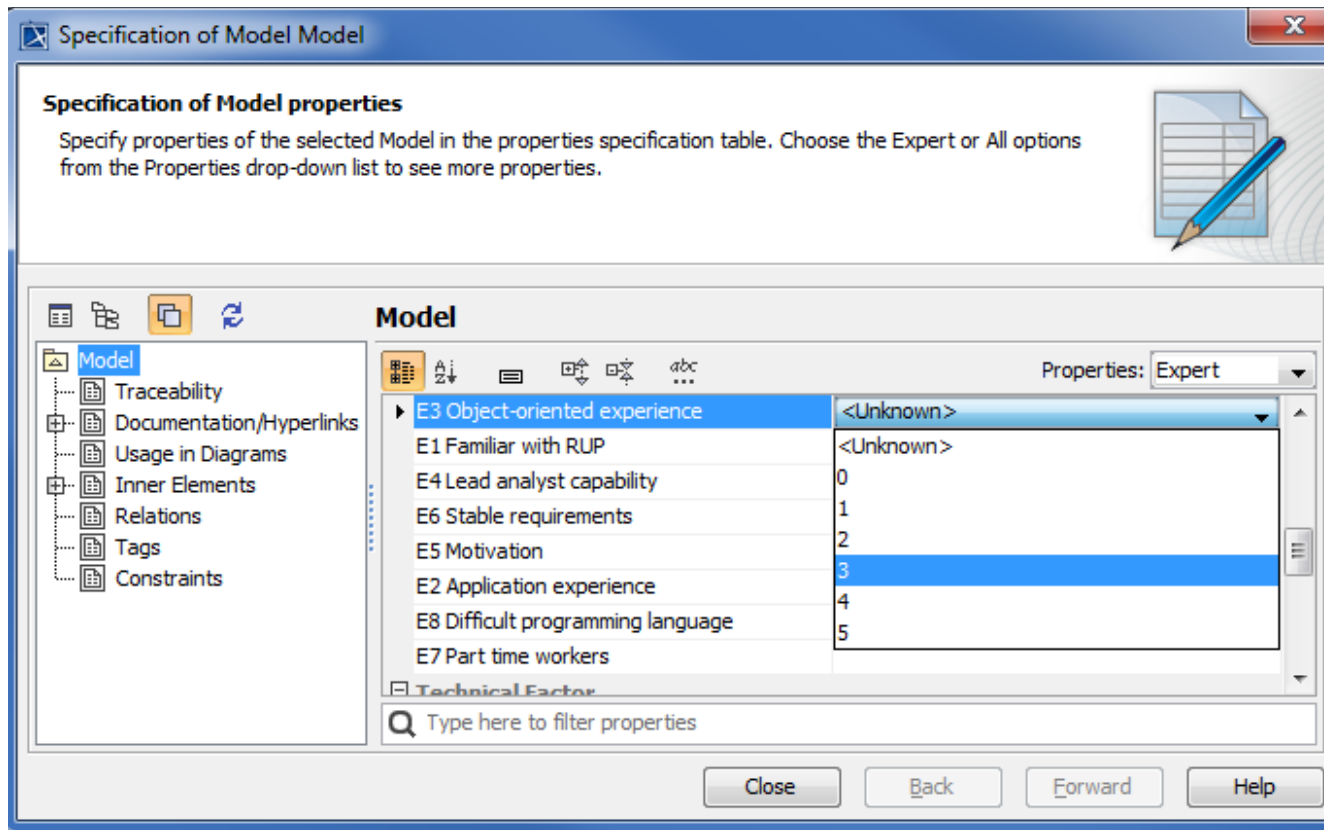 Specification of Model Model
Specification of Model properties
Specify properties of the selected Model in the properties specification table. Choose the Expert or All options
from the Properties drop-down list to see more properties.
Model
Model
Traceability
Documentation/Hyperlinks
Usage in Diagrams
Inner Elements
Relations
Tags
Constraints
abc
Properties: Expert
E3 Object-oriented experience <Unknown>
E1 Familiar with RUP
E4 Lead analyst capability
E6 Stable requirements
E5 Motivation
E2 Application experience
E8 Difficult programming language
E7 Part time workers
<Unknown>
0
1
2
3
4
5
Technical Factor
Type here to filter properties
Close Back Forward Help